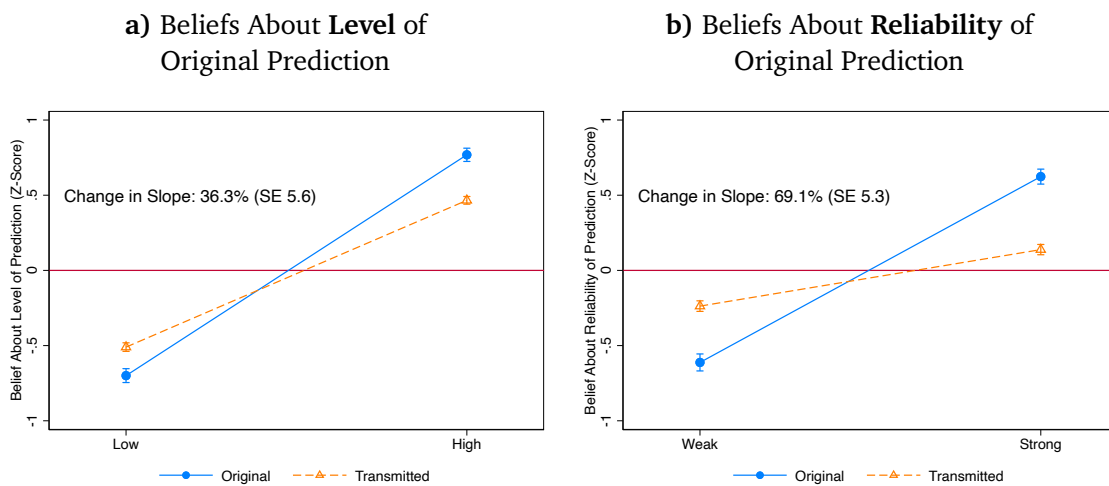 a) Beliefs About Level of
Original Prediction
Belief About Level of Prediction (Z-Score)
1
.5
0
-.5
-1
Change in Slope: 36.3% (SE 5.6)
Low
High
Original
Transmitted
b) Beliefs About Reliability of
Original Prediction
Belief About Reliability of Prediction (Z-Score)
1
.5
0
-.5
-1
Change in Slope: 69.1% (SE 5.3)
Weak
Strong
Original
Transmitted